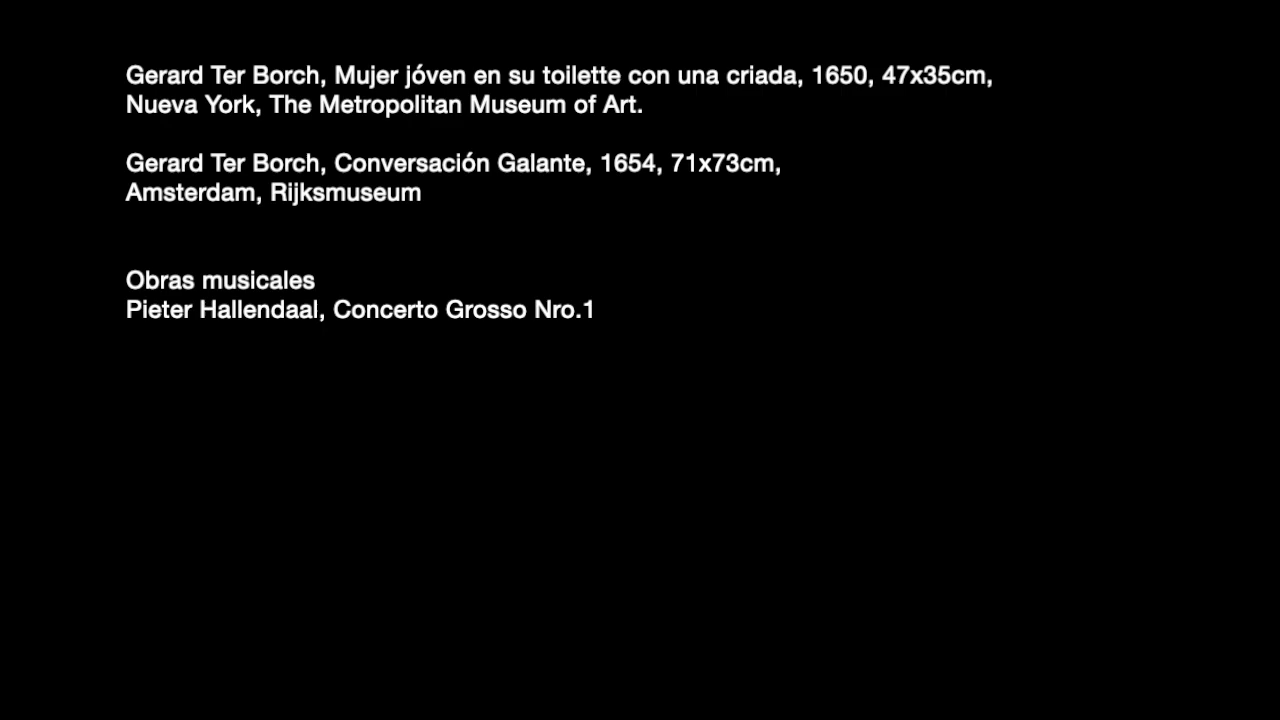 Gerard Ter Borch, Mujer jóven en su toilette con una criada, 1650, 47x35cm,
Nueva York, The Metropolitan Museum of Art.
Gerard Ter Borch, Conversación Galante, 1654, 71x73cm,
Amsterdam, Rijksmuseum
Obras musicales
Pieter Hallendaal, Concerto Grosso Nro.1